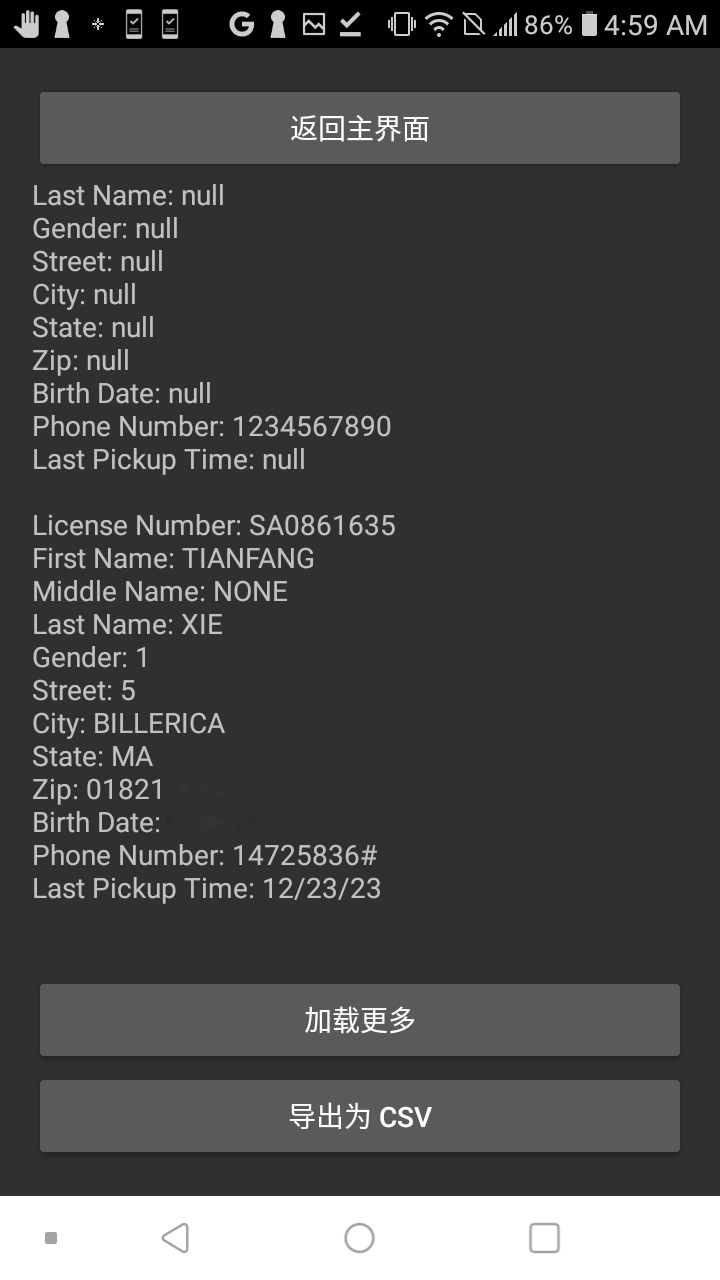 86% 4:59 AM
返回主界面
Last Name: null
Gender: null
Street: null
City: null
State: null
Zip: null
Birth Date: null
Phone Number: 1234567890
Last Pickup Time: null
License Number: SA0861635
First Name: TIANFANG
Middle Name: NONE
Last Name: XIE
Gender: 1
Street: 5
City: BILLERICA
State: MA
Zip: 01821
Birth Date:
Phone Number: 14725836#
Last Pickup Time: 12/23/23
加载更多
导出为 CSV